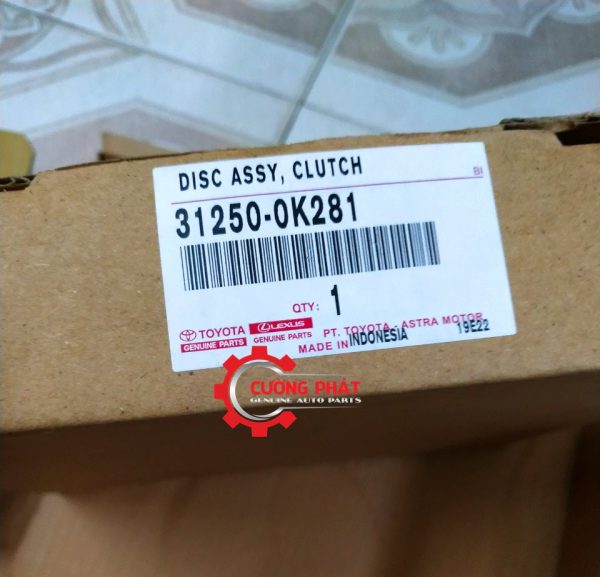 DISC ASSY, CLUTCH
BI
31250-0K281
QTY: 1
TOYOTA
GENUINE PARTS
LEXUS
GENUINE PARTS
PT. TOYOTA - ASTRA MOTOR
MADE IN INDONESIA
19E22
CƯỜNG PHÁT
GENUINE AUTO PARTS